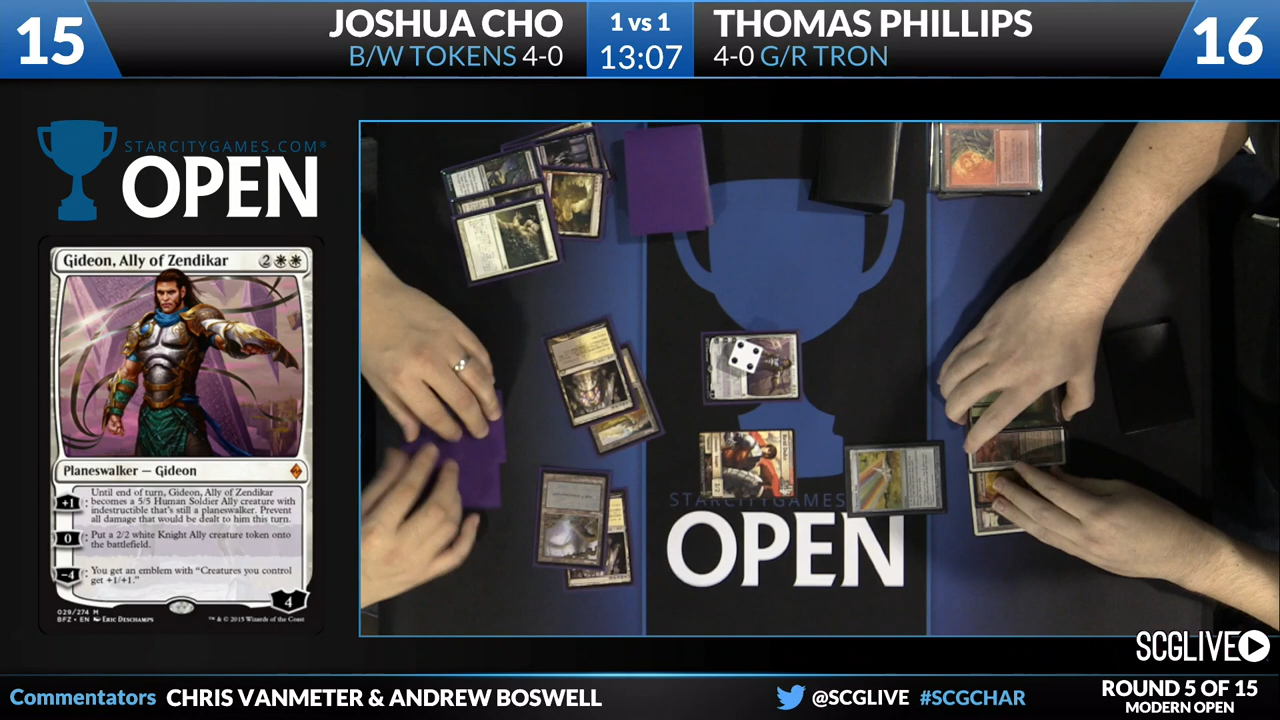 15
JOSHUA CHO
B/W TOKENS 4-0
1 vs 1
13:07
THOMAS PHILLIPS
4-0 G/R TRON
16
STARCITYGAMES.COM®
OPEN
Gideon, Ally of Zendikar 2
Planeswalker — Gideon
+1: Until end of turn, Gideon, Ally of Zendikar
becomes a 5/5 Human Soldier Ally creature with
indestructible that's still a planeswalker. Prevent
all damage that would be dealt to him this turn.
0: Put a 2/2 white Knight Ally creature token onto
the battlefield.
-4: You get an emblem with "Creatures you control
get +1/+1."
4
029/274 M
BFZ • EN ERIC DESCHAMPS
™ & © 2015 Wizards of the Coast
STARCITYGAMES
OPEN
SCGLIVE
Commentators CHRIS VANMETER & ANDREW BOSWELL
@SCGLIVE #SCGCHAR
ROUND 5 OF 15
MODERN OPEN